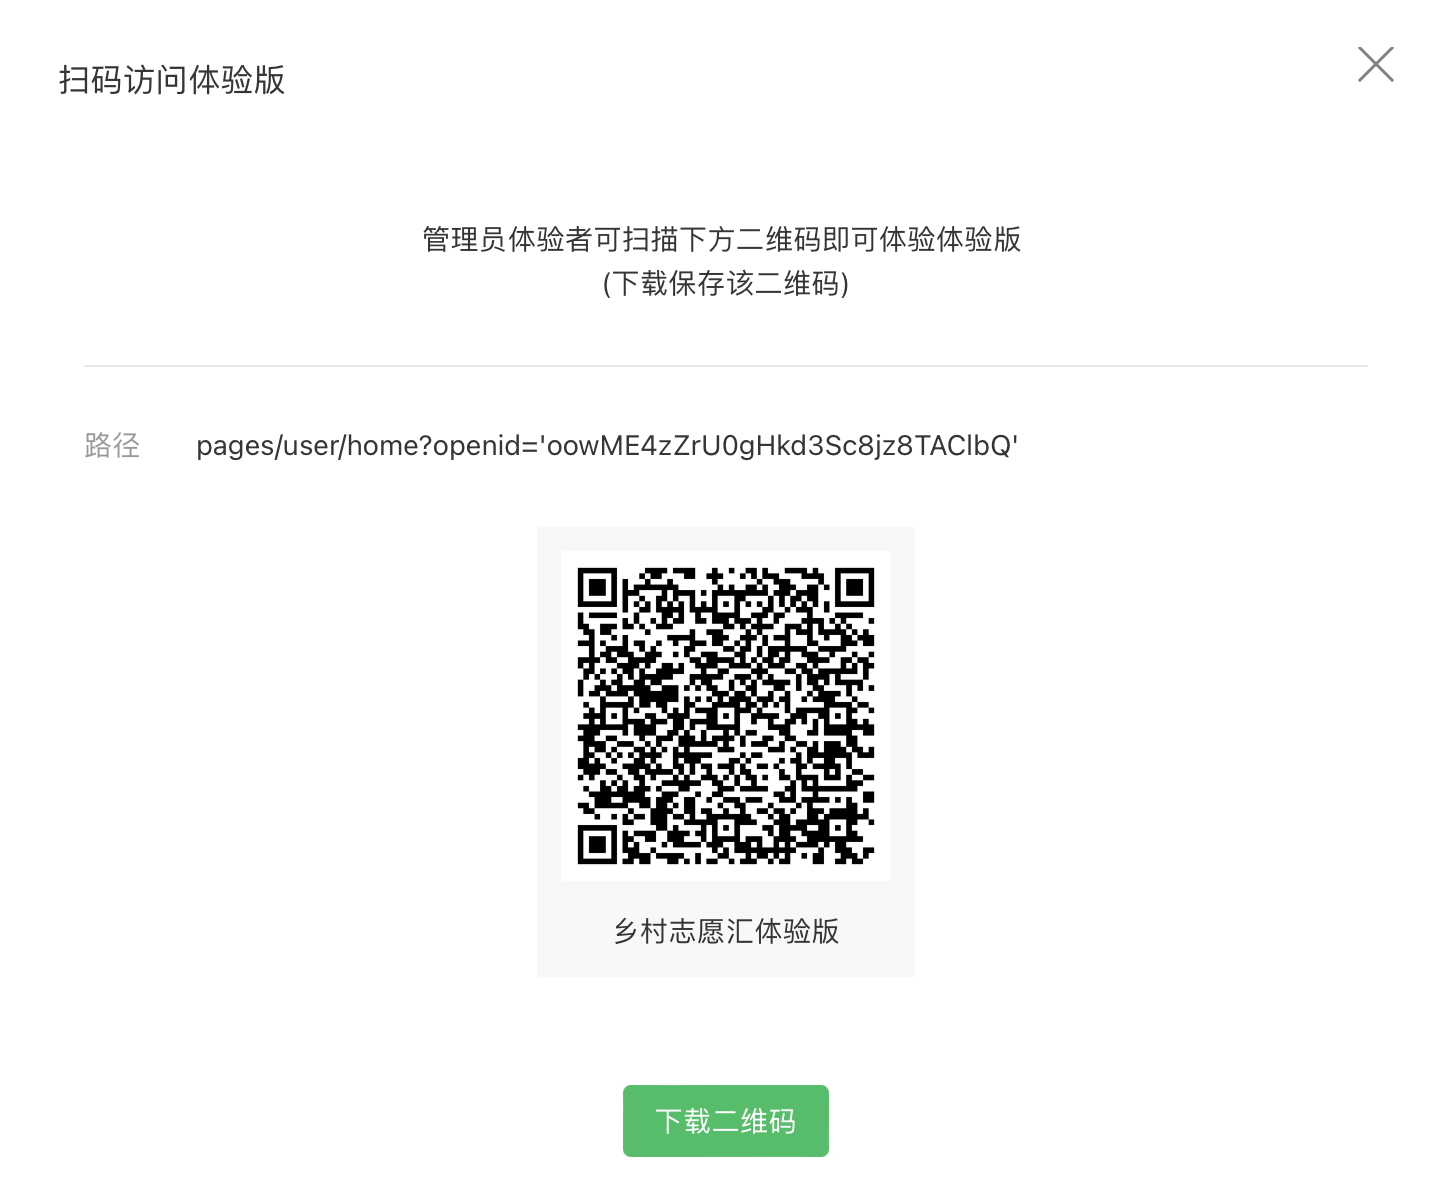 扫码访问体验版
管理员体验者可扫描下方二维码即可体验体验版
(下载保存该二维码)
路径 pages/user/home?openid='oowME4zZrU0gHkd3Sc8jz8TAClbQ'
乡村志愿汇体验版
下载二维码